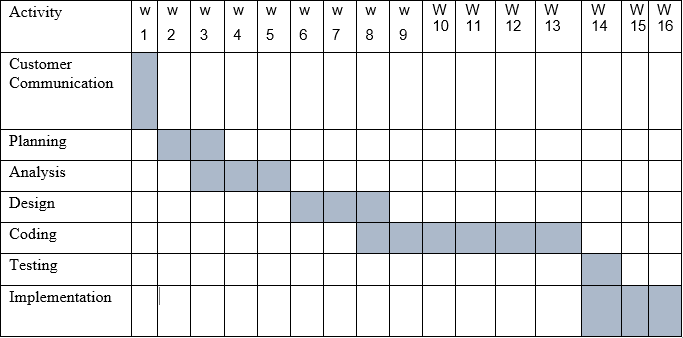 Activity w 1 w 2 w 3 w 4 w 5 w 6 w 7 w 8 w 9 W 10 W 11 W 12 W 13 W 14 W 15 W 16
Customer
Communication
Planning
Analysis
Design
Coding
Testing
Implementation